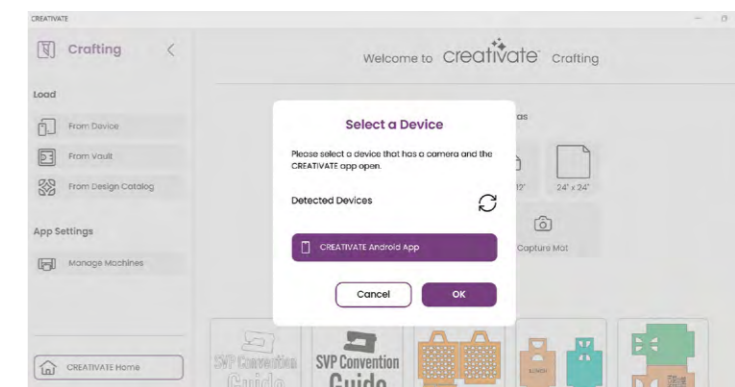 CREATIVATE
Crafting
Load
From Device
From Vault
From Design Catalog
App Settings
Manage Machines
CREATIVATE Home
Welcome to creativate Crafting
24" x 24"
Capture Mat
Select a Device
Please select a device that has a camera and the
CREATIVATE app open.
Detected Devices
CREATIVATE Android App
Cancel
OK
SVP Convention
Guide
SVP Convention
Guide